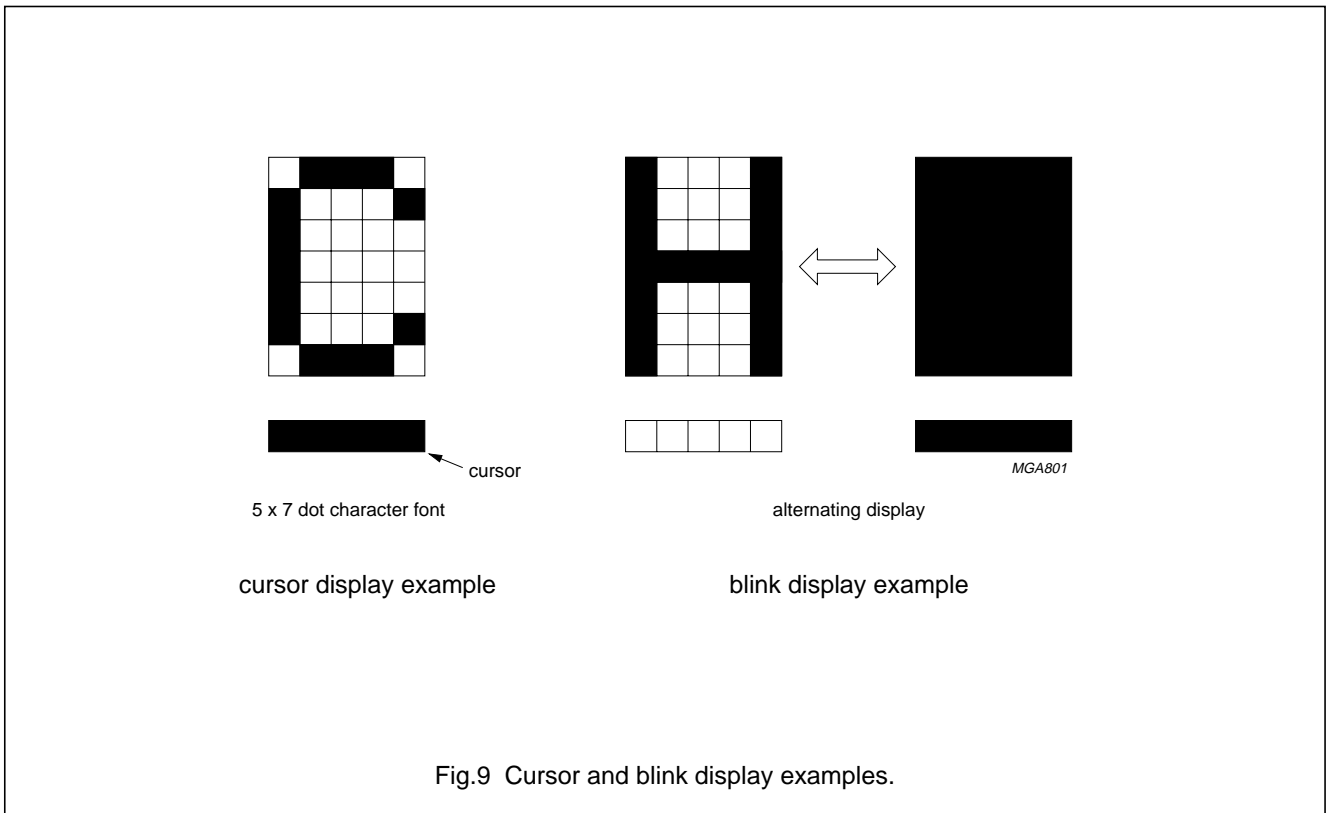 cursor
MGA801
5 x 7 dot character font
alternating display
cursor display example
blink display example
Fig.9 Cursor and blink display examples.